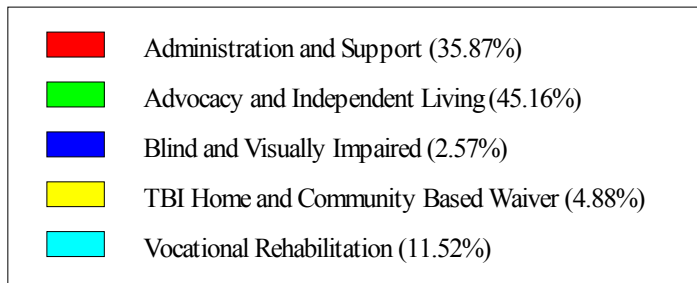 Administration and Support (35.87%)
Advocacy and Independent Living (45.16%)
Blind and Visually Impaired (2.57%)
TBI Home and Community Based Waiver (4.88%)
Vocational Rehabilitation (11.52%)